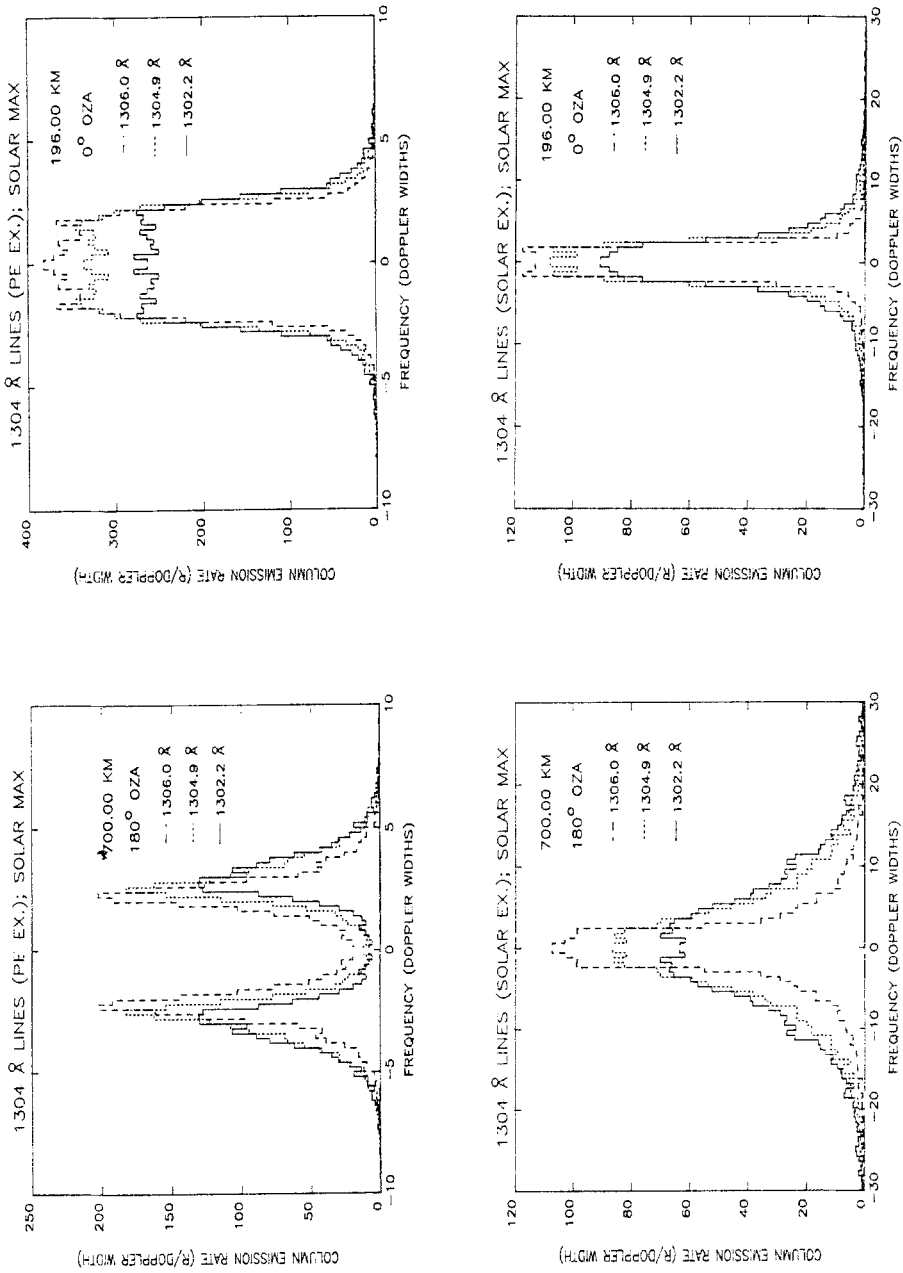 1304 Å LINES (PE EX.); SOLAR MAX
COLUMN EMISSION RATE (R/DOPPLER WIDTH)
250
200
150
100
50
0
700.00 KM
180° OZA
1306.0 Å
1304.9 Å
1302.2 Å
-10
-5
0
5
10
FREQUENCY (DOPPLER WIDTHS)
1304 Å LINES (PE EX.); SOLAR MAX
COLUMN EMISSION RATE (R/DOPPLER WIDTH)
400
300
200
100
0
196.00 KM
0° OZA
1306.0 Å
1304.9 Å
1302.2 Å
-10
-5
0
5
10
FREQUENCY (DOPPLER WIDTHS)
1304 Å LINES (SOLAR EX.); SOLAR MAX
COLUMN EMISSION RATE (R/DOPPLER WIDTH)
120
100
80
60
40
20
0
700.00 KM
180° OZA
1306.0 Å
1304.9 Å
1302.2 Å
-30
-20
-10
0
10
20
30
FREQUENCY (DOPPLER WIDTHS)
1304 Å LINES (SOLAR EX.); SOLAR MAX
COLUMN EMISSION RATE (R/DOPPLER WIDTH)
120
100
80
60
40
20
0
196.00 KM
0° OZA
1306.0 Å
1304.9 Å
1302.2 Å
-30
-20
-10
0
10
20
30
FREQUENCY (DOPPLER WIDTHS)